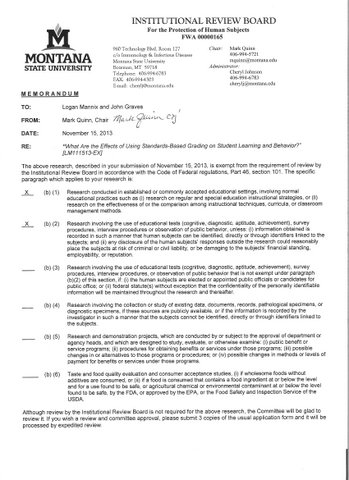 INSTITUTIONAL REVIEW BOARD
For the Protection of Human Subjects
FWA 00000165
MONTANA
STATE UNIVERSITY
960 Technology Blvd. Room 127
c/o Immunology & Infectious Diseases
Montana State University
Bozeman, MT 59718
Telephone: 406-994-6783
FAX: 406-994-4303
E-mail: cherylj@montana.edu
Chair: Mark Quinn
406-994-5721
mquinn@montana.edu
Administrator:
Cheryl Johnson
406-994-6783
cherylj@montana.edu
MEMORANDUM
TO: Logan Mannix and John Graves
FROM: Mark Quinn, Chair Mark Quinn CJ
DATE: November 15, 2013
RE: "What Are the Effects of Using Standards-Based Grading on Student Learning and Behavior?"
[LM111513-EX]
The above research, described in your submission of November 15, 2013, is exempt from the requirement of review by
the Institutional Review Board in accordance with the Code of Federal regulations, Part 46, section 101. The specific
paragraph which applies to your research is:
X (b) (1) Research conducted in established or commonly accepted educational settings, involving normal
educational practices such as (i) research on regular and special education instructional strategies, or (ii)
research on the effectiveness of or the comparison among instructional techniques, curricula, or classroom
management methods.
X (b) (2) Research involving the use of educational tests (cognitive, diagnostic, aptitude, achievement), survey
procedures, interview procedures or observation of public behavior, unless: (i) information obtained is
recorded in such a manner that human subjects can be identified, directly or through identifiers linked to the
subjects; and (ii) any disclosure of the human subjects' responses outside the research could reasonably
place the subjects at risk of criminal or civil liability, or be damaging to the subjects' financial standing,
employability, or reputation.
(b) (3) Research involving the use of educational tests (cognitive, diagnostic, aptitude, achievement), survey
procedures, interview procedures, or observation of public behavior that is not exempt under paragraph
(b)(2) of this section, if: (i) the human subjects are elected or appointed public officials or candidates for
public office; or (ii) federal statute(s) without exception that the confidentiality of the personally identifiable
information will be maintained throughout the research and thereafter.
(b) (4) Research involving the collection or study of existing data, documents, records, pathological specimens, or
diagnostic specimens, if these sources are publicly available, or if the information is recorded by the
investigator in such a manner that the subjects cannot be identified, directly or through identifiers linked to
the subjects.
(b) (5) Research and demonstration projects, which are conducted by or subject to the approval of department or
agency heads, and which are designed to study, evaluate, or otherwise examine: (i) public benefit or
service programs; (ii) procedures for obtaining benefits or services under those programs; (iii) possible
changes in or alternatives to those programs or procedures; or (iv) possible changes in methods or levels of
payment for benefits or services under those programs.
(b) (6) Taste and food quality evaluation and consumer acceptance studies, (i) if wholesome foods without
additives are consumed, or (ii) if a food is consumed that contains a food ingredient at or below the level
and for a use found to be safe, or agricultural chemical or environmental contaminant at or below the level
found to be safe, by the FDA, or approved by the EPA, or the Food Safety and Inspection Service of the
USDA.
Although review by the Institutional Review Board is not required for the above research, the Committee will be glad to
review it. If you wish a review and committee approval, please submit 3 copies of the usual application form and it will be
processed by expedited review.